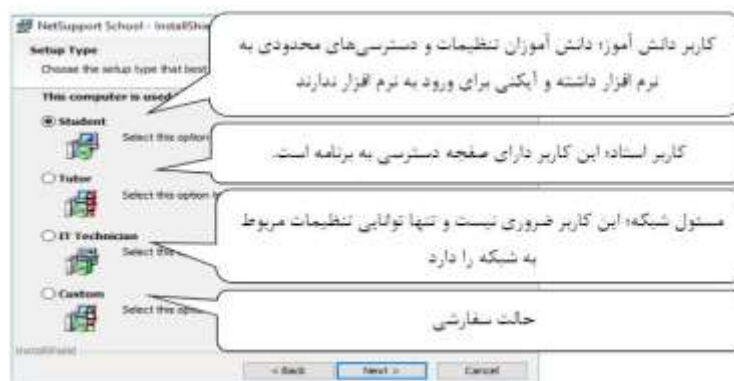 NetSupport School - InstallShie
Setup Type
Choose the setup type that best
This computer is used
Student
Select this option
Tutor
Select this option
IT Technician
Select
Custom
Select this opt
InstallShield
< Back
Next >
Cancel
کاربر دانش آموز؛ دانش آموزان تنظیمات و دسترسی‌های محدودی به
نرم افزار داشته و آیکنی برای ورود به نرم افزار ندارند
کاربر استاد؛ این کاربر دارای صفحه دسترسی به برنامه است.
مسئول شبکه؛ این کاربر ضروری نیست و تنها توانایی تنظیمات مربوط
به شبکه را دارد
حالت سفارشی